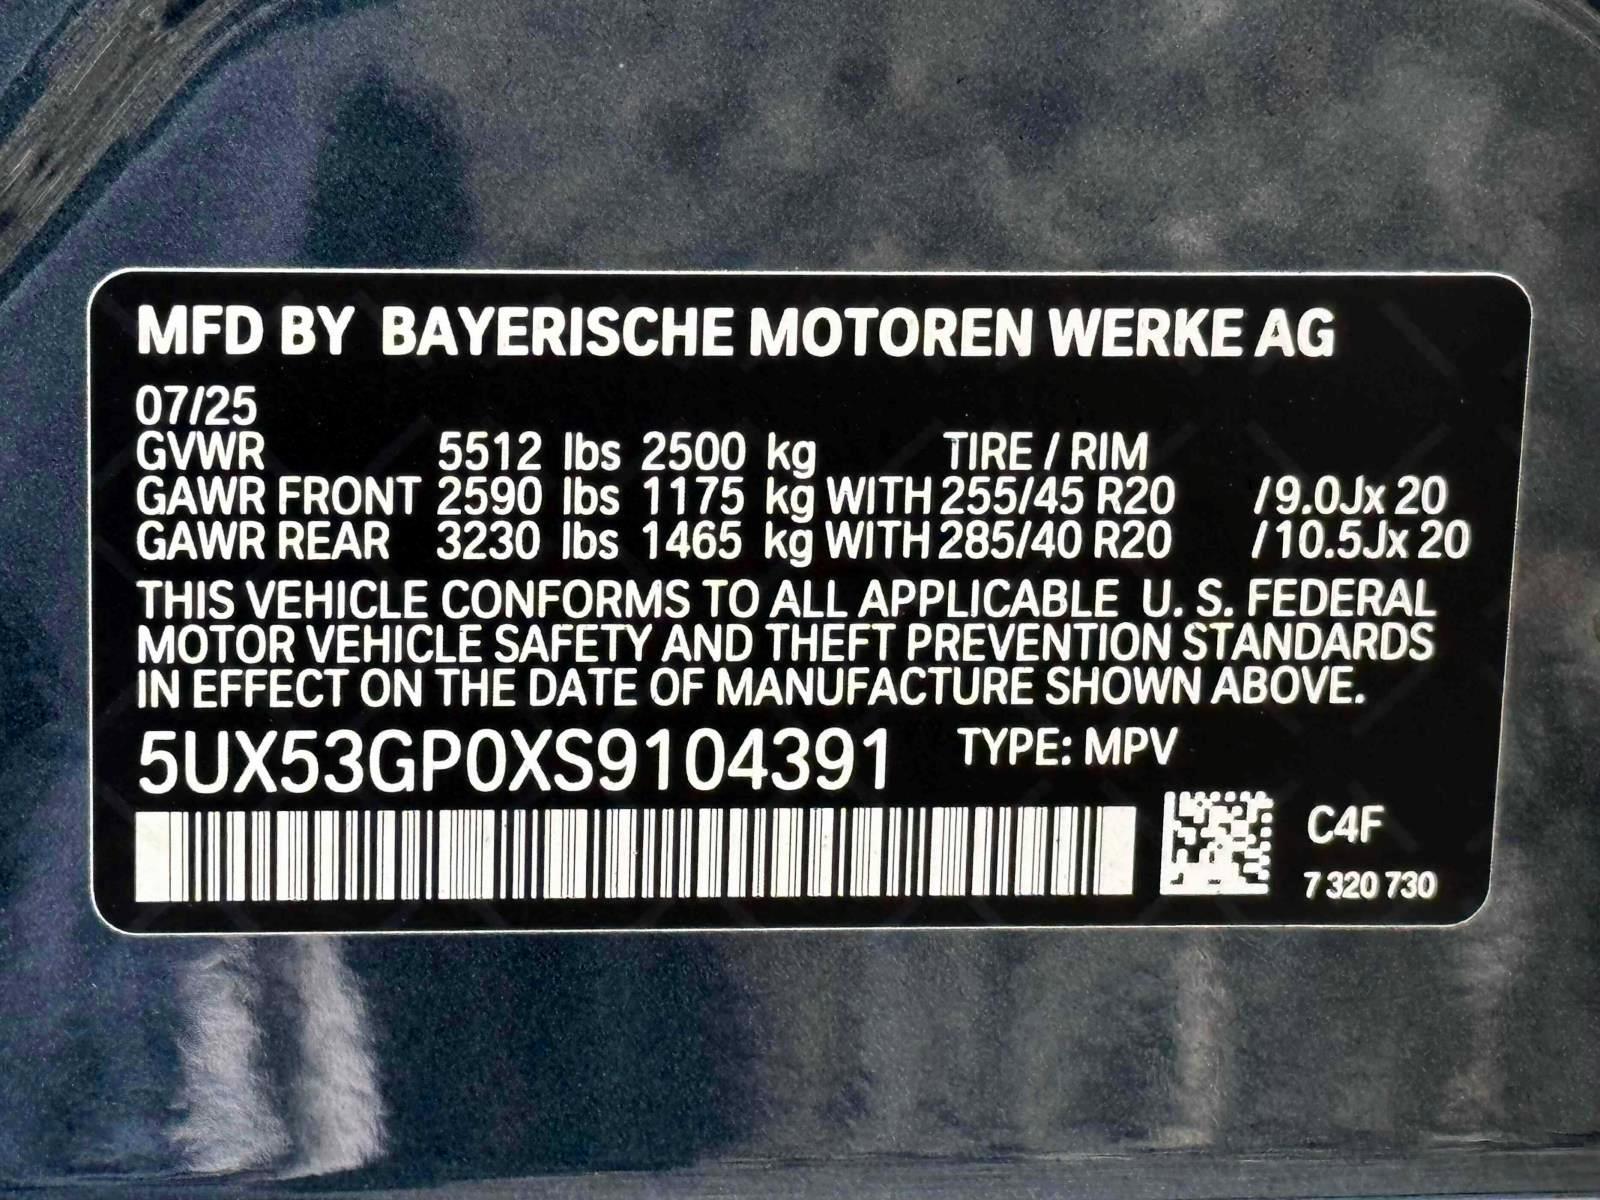 MFD BY BAYERISCHE MOTOREN WERKE AG
07/25
GVWR 5512 lbs 2500 kg TIRE / RIM
GAWR FRONT 2590 lbs 1175 kg WITH 255/45 R20 /9.0Jx 20
GAWR REAR 3230 lbs 1465 kg WITH 285/40 R20 /10.5Jx 20
THIS VEHICLE CONFORMS TO ALL APPLICABLE U. S. FEDERAL
MOTOR VEHICLE SAFETY AND THEFT PREVENTION STANDARDS
IN EFFECT ON THE DATE OF MANUFACTURE SHOWN ABOVE.
5UX53GP0XS9104391 TYPE: MPV
C4F
7 320 730